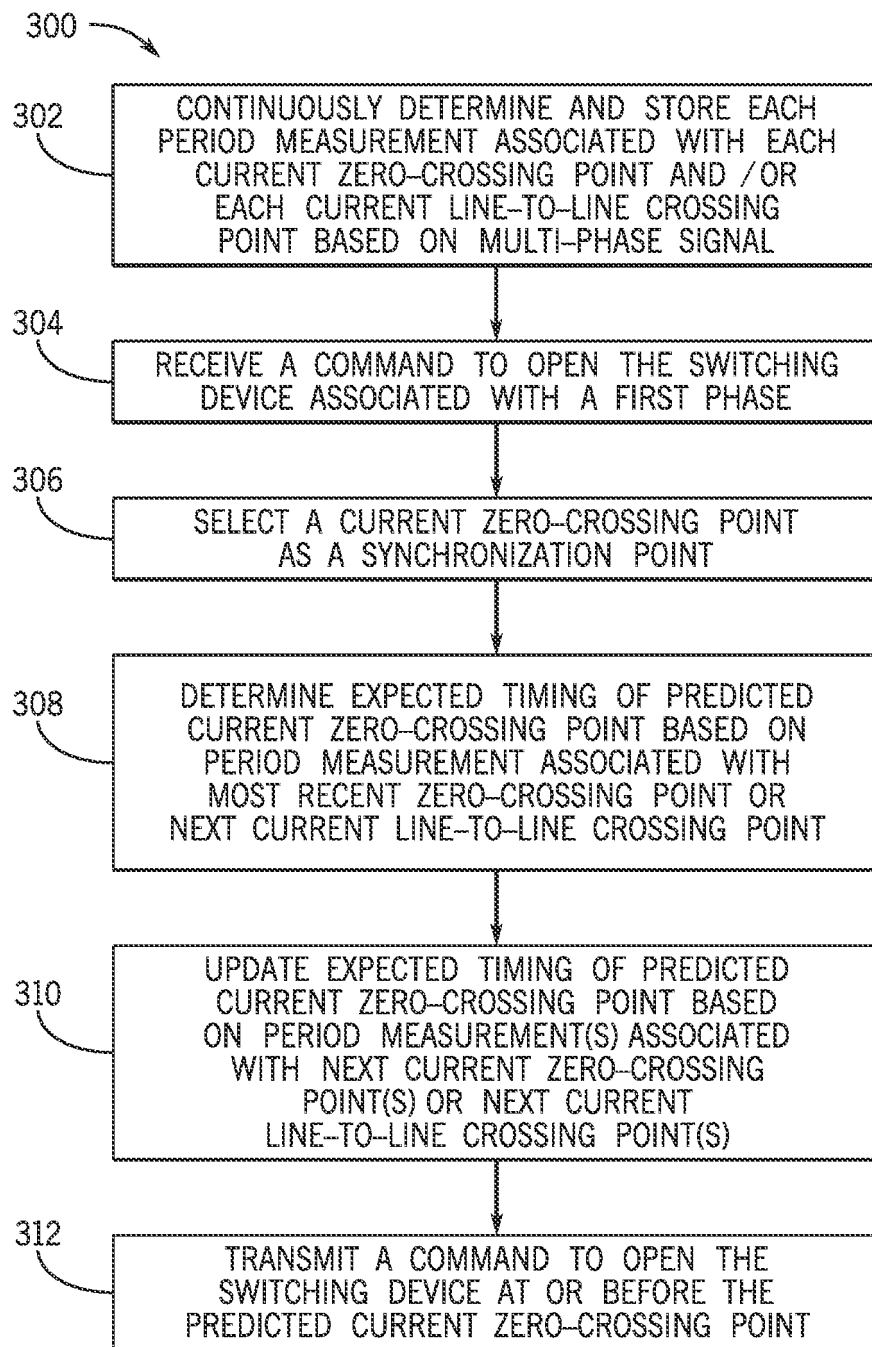 300
302
CONTINUOUSLY DETERMINE AND STORE EACH
PERIOD MEASUREMENT ASSOCIATED WITH EACH
CURRENT ZERO-CROSSING POINT AND /OR
EACH CURRENT LINE-TO-LINE CROSSING
POINT BASED ON MULTI-PHASE SIGNAL
304
RECEIVE A COMMAND TO OPEN THE SWITCHING
DEVICE ASSOCIATED WITH A FIRST PHASE
306
SELECT A CURRENT ZERO-CROSSING POINT
AS A SYNCHRONIZATION POINT
308
DETERMINE EXPECTED TIMING OF PREDICTED
CURRENT ZERO-CROSSING POINT BASED ON
PERIOD MEASUREMENT ASSOCIATED WITH
MOST RECENT ZERO-CROSSING POINT OR
NEXT CURRENT LINE-TO-LINE CROSSING POINT
310
UPDATE EXPECTED TIMING OF PREDICTED
CURRENT ZERO-CROSSING POINT BASED
ON PERIOD MEASUREMENT(S) ASSOCIATED
WITH NEXT CURRENT ZERO-CROSSING
POINT(S) OR NEXT CURRENT
LINE-TO-LINE CROSSING POINT(S)
312
TRANSMIT A COMMAND TO OPEN THE
SWITCHING DEVICE AT OR BEFORE THE
PREDICTED CURRENT ZERO-CROSSING POINT